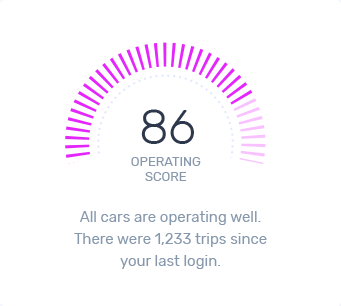 86
OPERATING
SCORE
All cars are operating well.
There were 1,233 trips since
your last login.